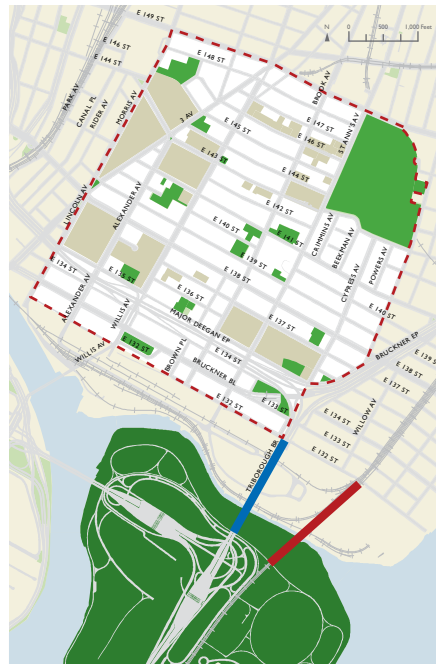 E 149 ST
N
0 500 1,000 Feet
E 146 ST
E 148 ST
E 144 ST
PARK AV
CANAL PL
RIDER AV
MORRIS AV
BROOK AV
3 AV
ST ANN'S AV
E 147 ST
E 145 ST
E 146 ST
E 143 ST
E 144 ST
LINCOLN AV
ALEXANDER AV
E 142 ST
E 140 ST
E 141 ST
CRIMMINS AV
BEEKMAN AV
E 139 ST
POWERS AV
E 134 ST
E 138 ST
E 135 ST
CYPRESS AV
ALEXANDER AV
E 136 ST
E 140 ST
WILLIS AV
MAJOR DEEGAN EP
E 137 ST
BRUCKNER EP
WILLIS AV
E 132 ST
E 134 ST
E 139 ST
BROWN PL
E 138 ST
BRUCKNER BL
E 137 ST
E 132 ST
E 133 ST
E 134 ST
WILLOW AV
E 133 ST
E 132 ST
TRIBOROUGH BR